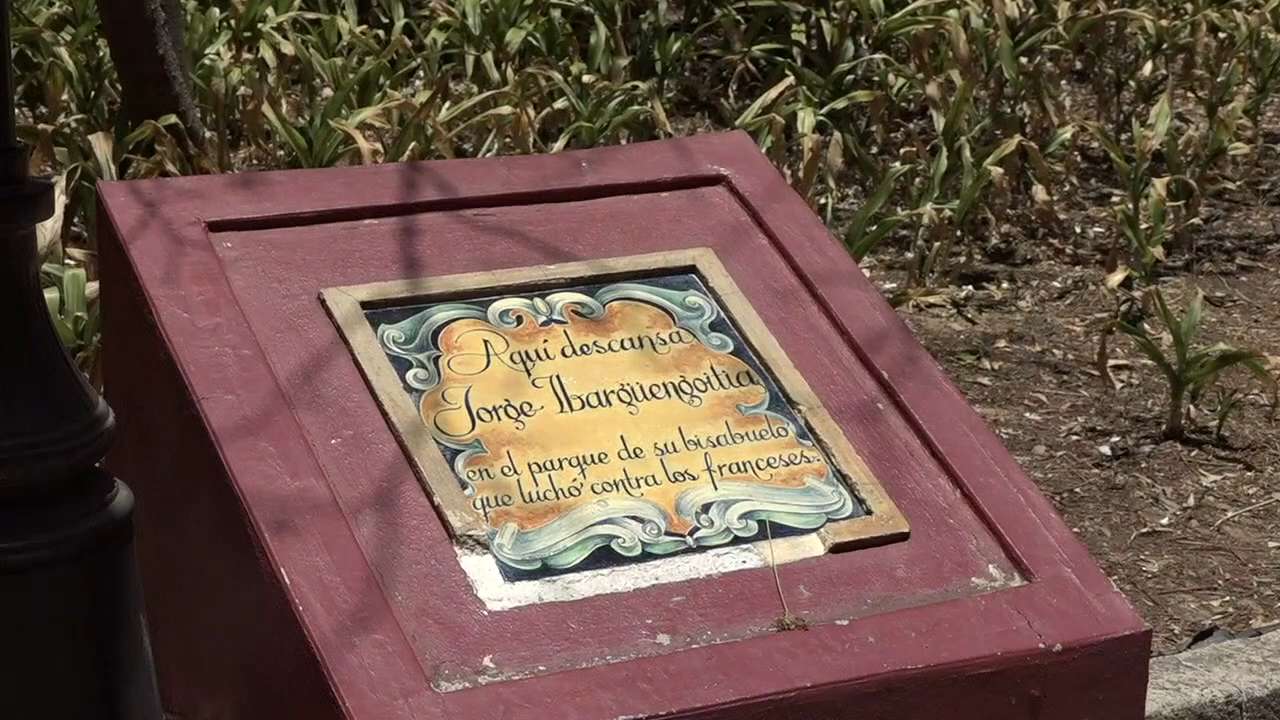 Aquí descansa
Jorge Ibargüengoitia
en el parque de su bisabuelo
que luchó contra los franceses.